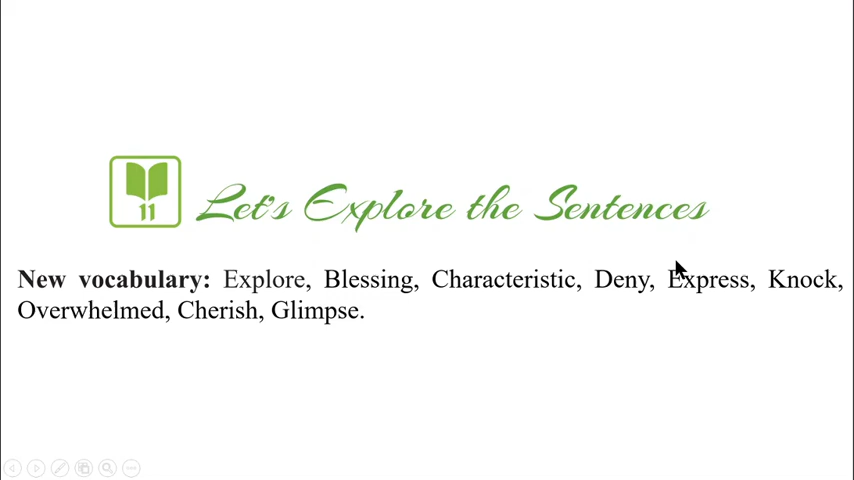 11
Let's Explore the Sentences
New vocabulary: Explore, Blessing, Characteristic, Deny, Express, Knock,
Overwhelmed, Cherish, Glimpse.